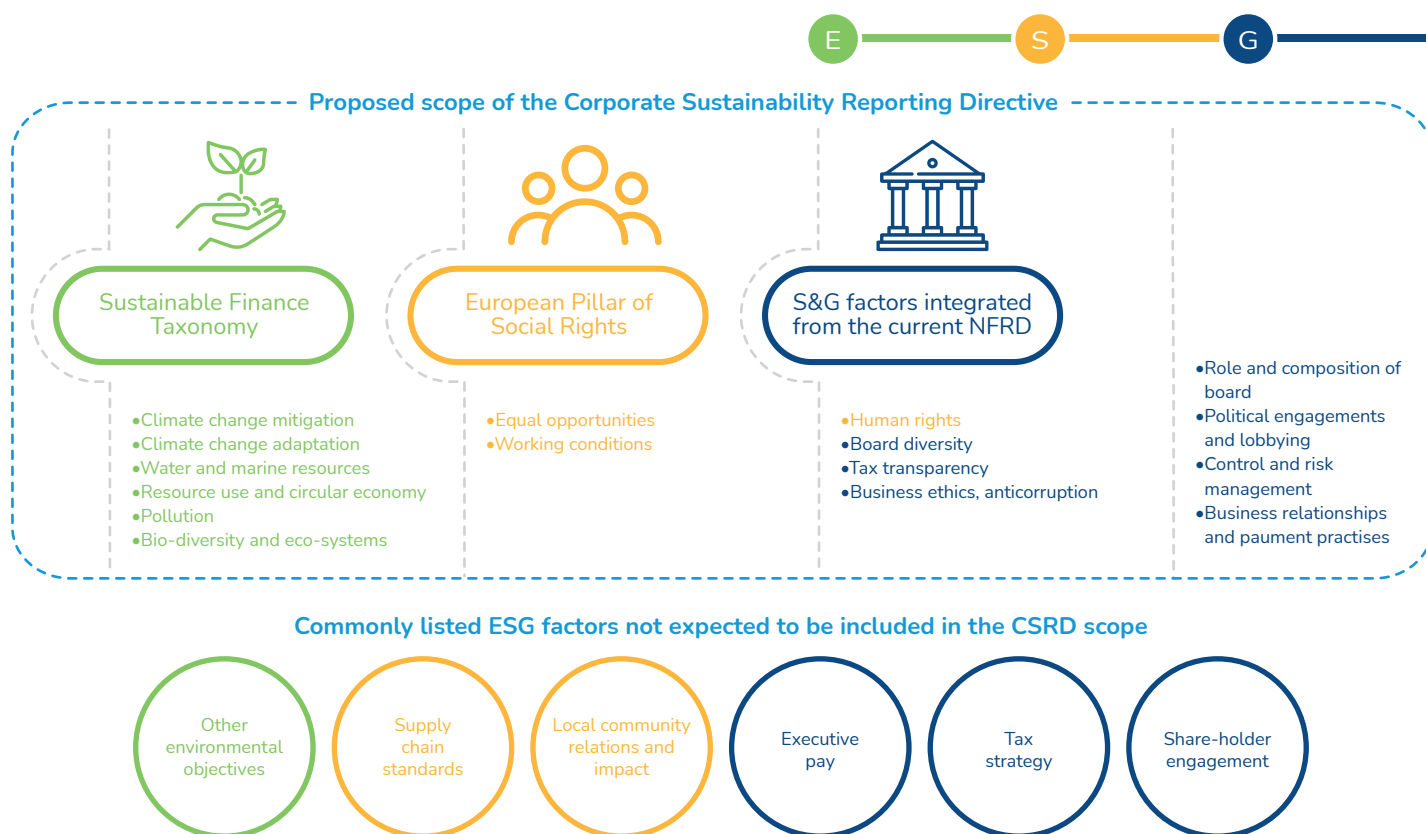 E
S
G
Proposed scope of the Corporate Sustainability Reporting Directive
Sustainable Finance
Taxonomy
•Climate change mitigation
•Climate change adaptation
•Water and marine resources
•Resource use and circular economy
•Pollution
•Bio-diversity and eco-systems
European Pillar of
Social Rights
•Equal opportunities
•Working conditions
S&G factors integrated
from the current NFRD
•Human rights
•Board diversity
•Tax transparency
•Business ethics, anticorruption
•Role and composition of
board
•Political engagements
and lobbying
•Control and risk
management
•Business relationships
and paument practises
Commonly listed ESG factors not expected to be included in the CSRD scope
Other
environmental
objectives
Supply
chain
standards
Local community
relations and
impact
Executive
pay
Tax
strategy
Share-holder
engagement